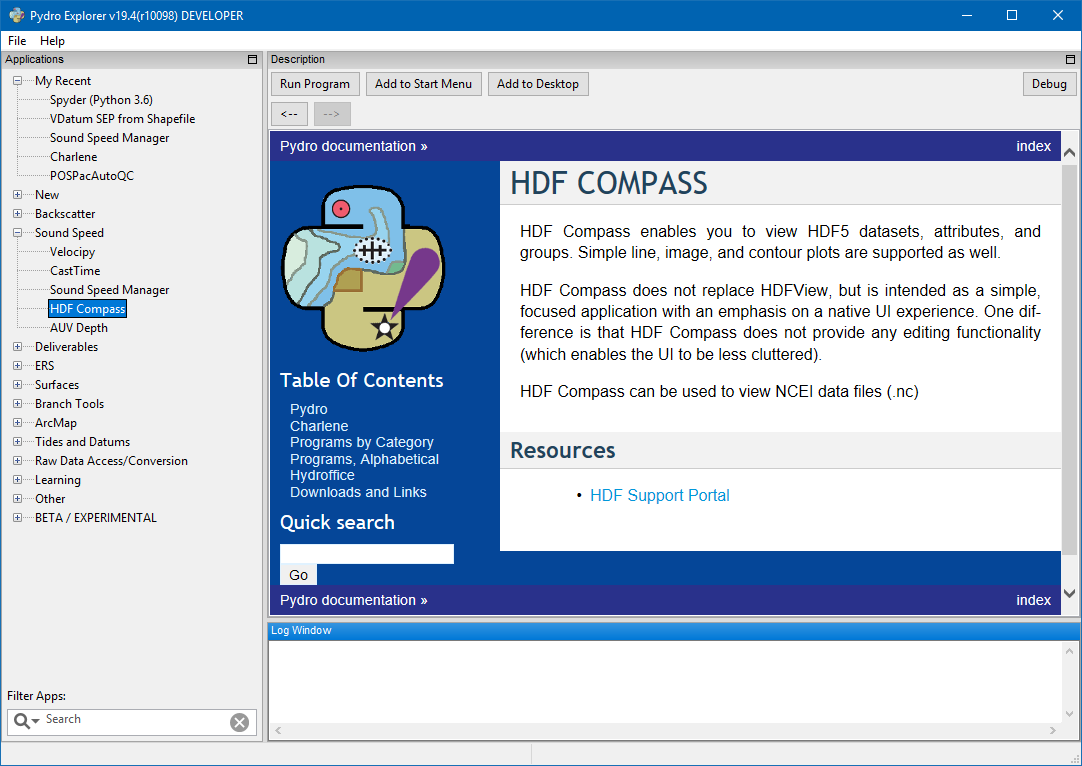 Pydro Explorer v19.4(r10098) DEVELOPER
File Help
Applications
My Recent
Spyder (Python 3.6)
VDatum SEP from Shapefile
Sound Speed Manager
Charlene
POSPacAutoQC
New
Backscatter
Sound Speed
Velocipy
CastTime
Sound Speed Manager
HDF Compass
AUV Depth
Deliverables
ERS
Surfaces
Branch Tools
ArcMap
Tides and Datums
Raw Data Access/Conversion
Learning
Other
BETA / EXPERIMENTAL
Filter Apps:
Search
Description
Run Program Add to Start Menu Add to Desktop Debug
<-- -->
Pydro documentation » index
Table Of Contents
Pydro
Charlene
Programs by Category
Programs, Alphabetical
Hydroffice
Downloads and Links
Quick search
Go
HDF COMPASS
HDF Compass enables you to view HDF5 datasets, attributes, and
groups. Simple line, image, and contour plots are supported as well.
HDF Compass does not replace HDFView, but is intended as a simple,
focused application with an emphasis on a native UI experience. One dif-
ference is that HDF Compass does not provide any editing functionality
(which enables the UI to be less cluttered).
HDF Compass can be used to view NCEI data files (.nc)
Resources
• HDF Support Portal
Pydro documentation » index
Log Window